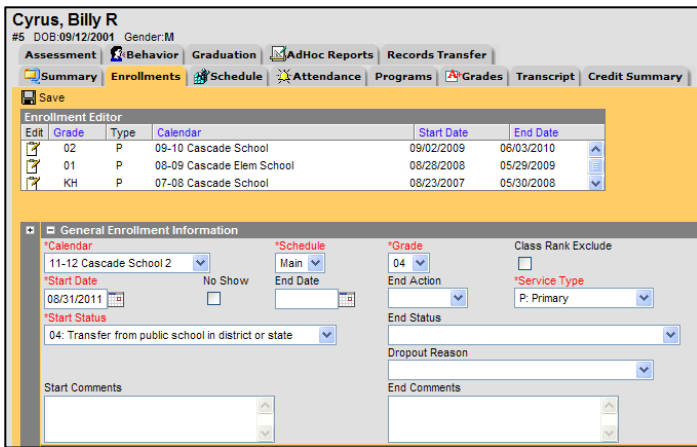 Cyrus, Billy R
#5 DOB:09/12/2001 Gender:M
Assessment Behavior Graduation AdHoc Reports Records Transfer
Summary Enrollments Schedule Attendance Programs Grades Transcript Credit Summary
Save
Enrollment Editor
Edit Grade Type Calendar Start Date End Date
02 P 09-10 Cascade School 09/02/2009 06/03/2010
01 P 08-09 Cascade Elem School 08/28/2008 05/29/2009
KH P 07-08 Cascade School 08/23/2007 05/30/2008
General Enrollment Information
*Calendar *Schedule *Grade Class Rank Exclude
11-12 Cascade School 2 Main 04
*Start Date No Show End Date End Action *Service Type
08/31/2011 P: Primary
*Start Status End Status
04: Transfer from public school in district or state
Dropout Reason
Start Comments End Comments